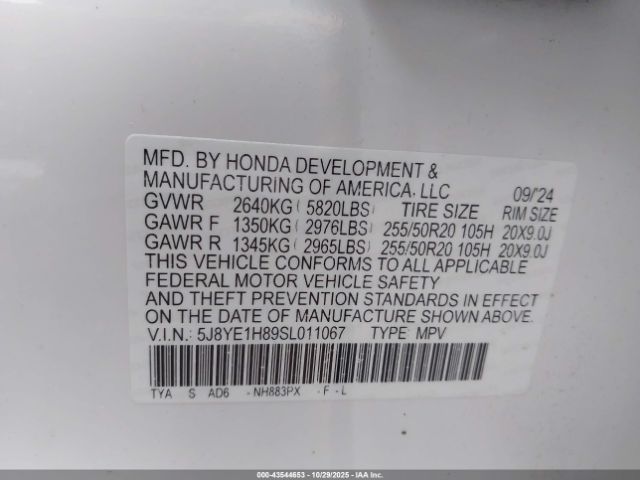 MFD. BY HONDA DEVELOPMENT &
MANUFACTURING OF AMERICA, LLC 09/'24
GVWR 2640KG ( 5820LBS) TIRE SIZE RIM SIZE
GAWR F 1350KG ( 2976LBS) 255/50R20 105H 20X9.0J
GAWR R 1345KG ( 2965LBS) 255/50R20 105H 20X9.0J
THIS VEHICLE CONFORMS TO ALL APPLICABLE
FEDERAL MOTOR VEHICLE SAFETY
AND THEFT PREVENTION STANDARDS IN EFFECT
ON THE DATE OF MANUFACTURE SHOWN ABOVE.
V.I.N.: 5J8YE1H89SL011067 TYPE: MPV
TYA S AD6 -NH883PX -F-L
000-43544653 | 10/29/2025 | IAAI.com